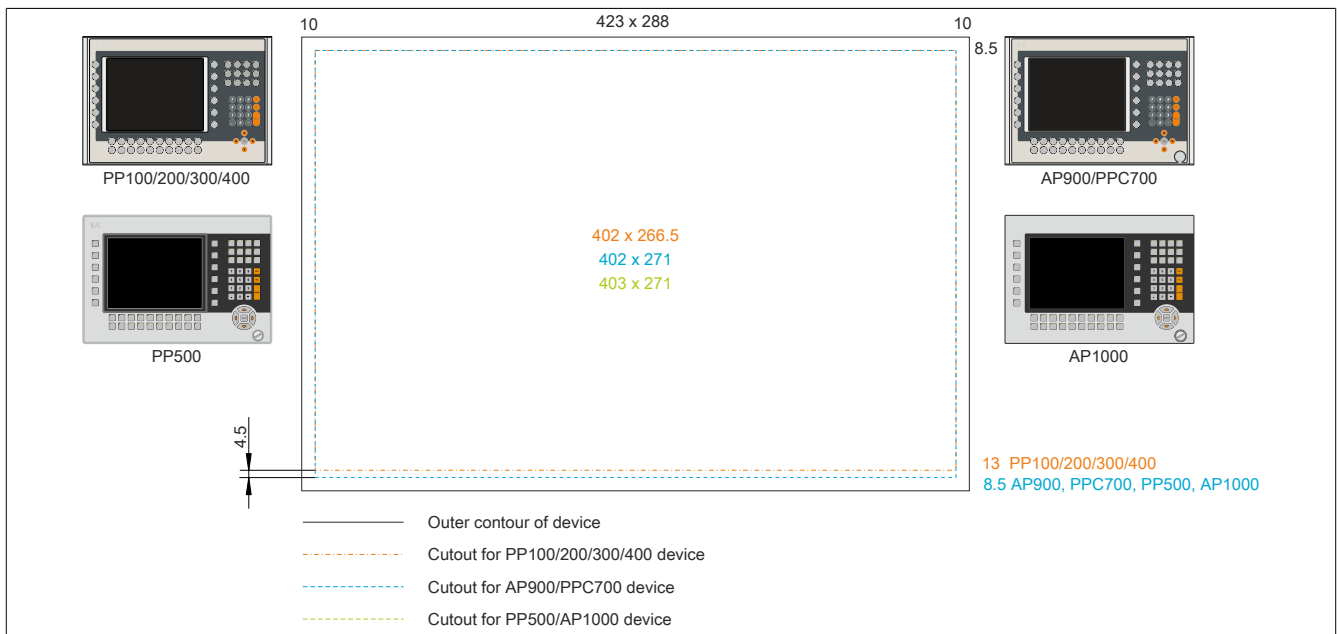 10
423 x 288
10
8.5
PP100/200/300/400
AP900/PPC700
402 x 266.5
402 x 271
403 x 271
PP500
AP1000
4.5
13 PP100/200/300/400
8.5 AP900, PPC700, PP500, AP1000
Outer contour of device
Cutout for PP100/200/300/400 device
Cutout for AP900/PPC700 device
Cutout for PP500/AP1000 device